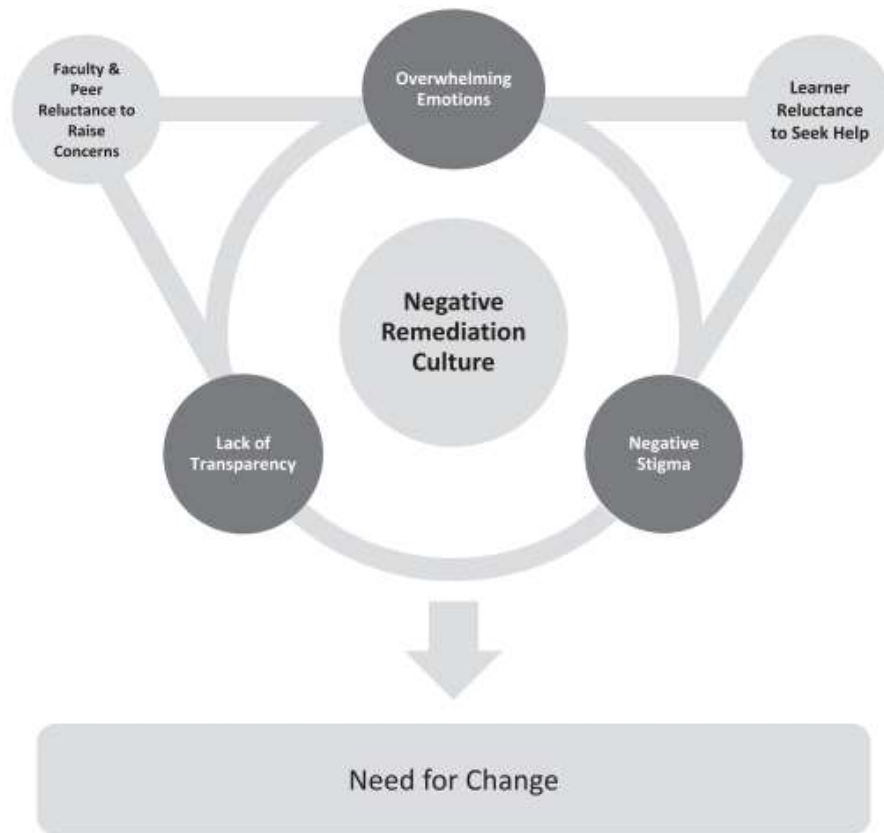 Faculty &
Peer
Reluctance to
Raise
Concerns
Overwhelming
Emotions
Learner
Reluctance
to Seek Help
Negative
Remediation
Culture
Lack of
Transparency
Negative
Stigma
Need for Change